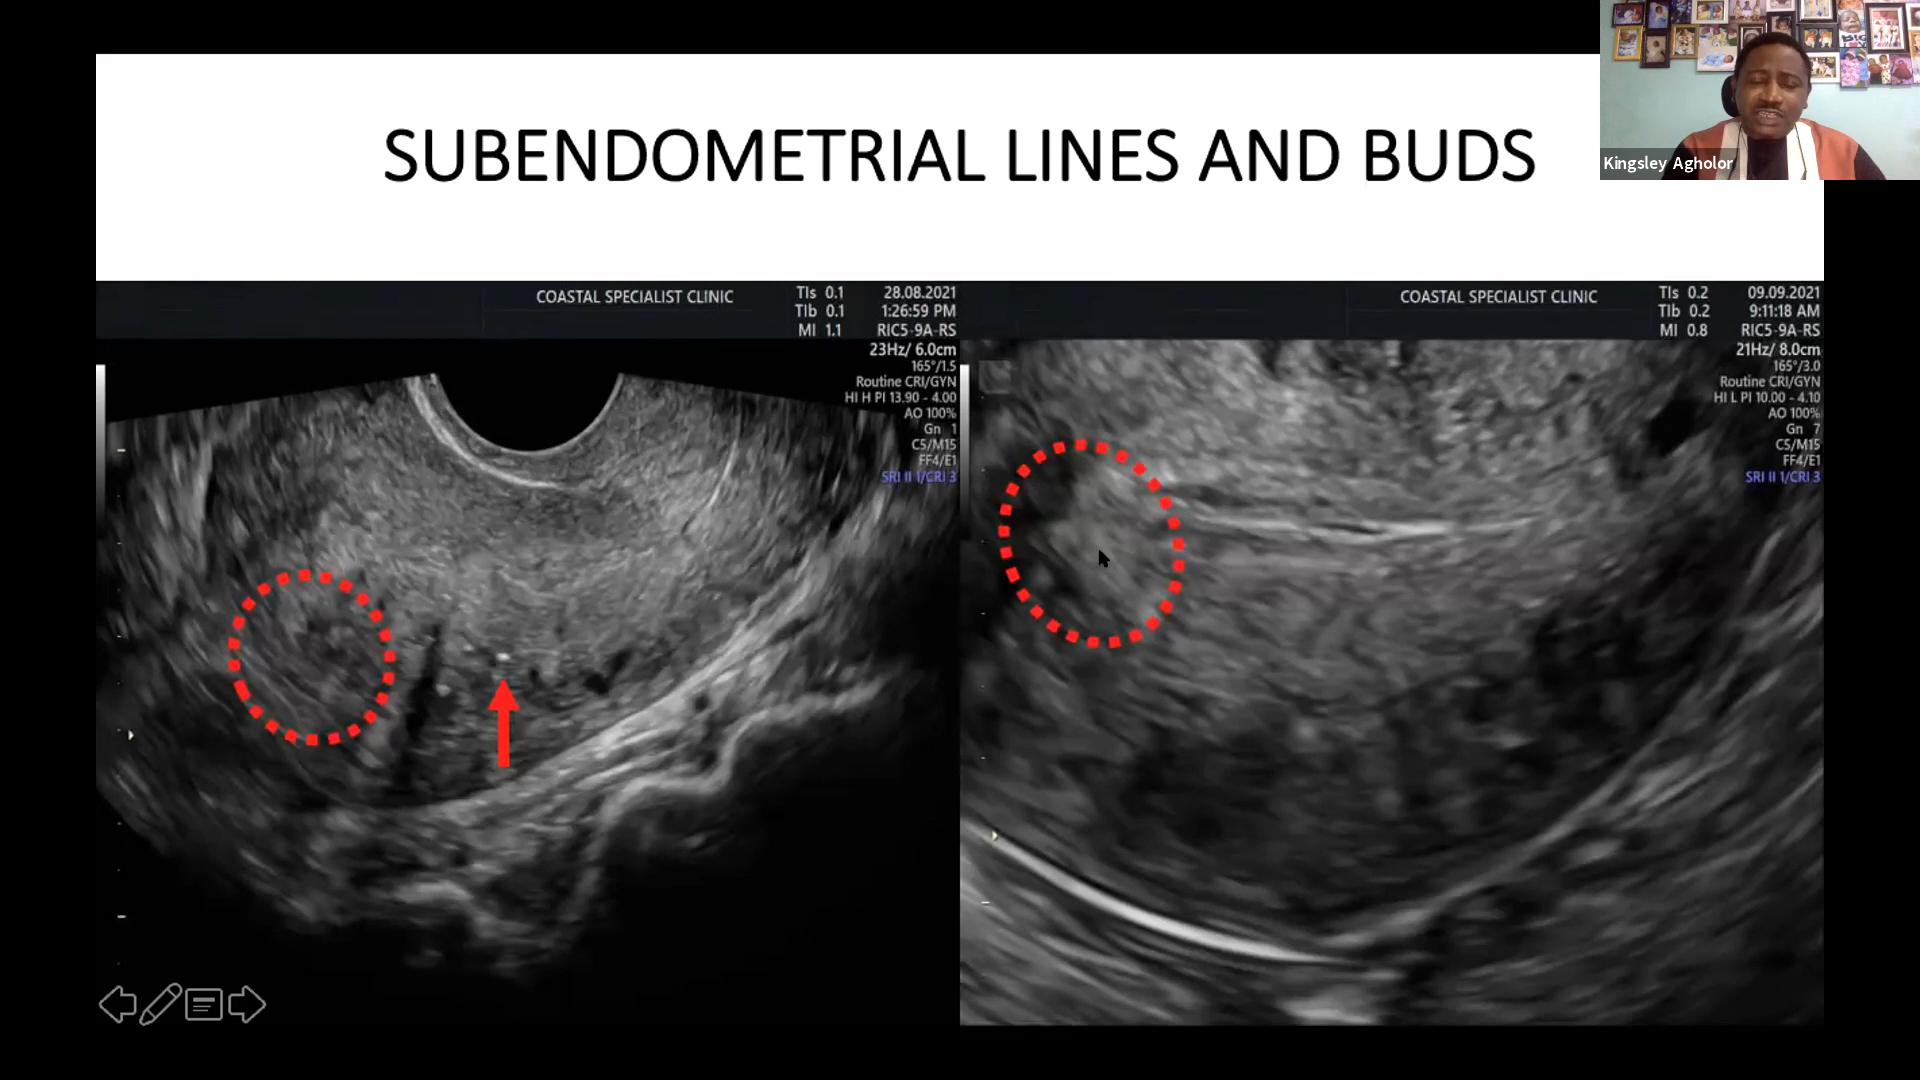 SUBENDOMETRIAL LINES AND BUDS
Kingsley Agholor
COASTAL SPECIALIST CLINIC
TIs 0.1 28.08.2021
TIb 0.1 1:26:59 PM
MI 1.1 RIC5-9A-RS
23Hz/ 6.0cm
165°/1.5
Routine CRI/GYN
HI H PI 13.90 - 4.00
AO 100%
Gn 1
C5/M15
FF4/E1
SRI II 1/CRI 3
COASTAL SPECIALIST CLINIC
TIs 0.2 09.09.2021
TIb 0.2 9:11:18 AM
MI 0.8 RIC5-9A-RS
21Hz/ 8.0cm
165°/3.0
Routine CRI/GYN
HI L PI 10.00 - 4.10
AO 100%
Gn 7
C5/M15
FF4/E1
SRI II 1/CRI 3